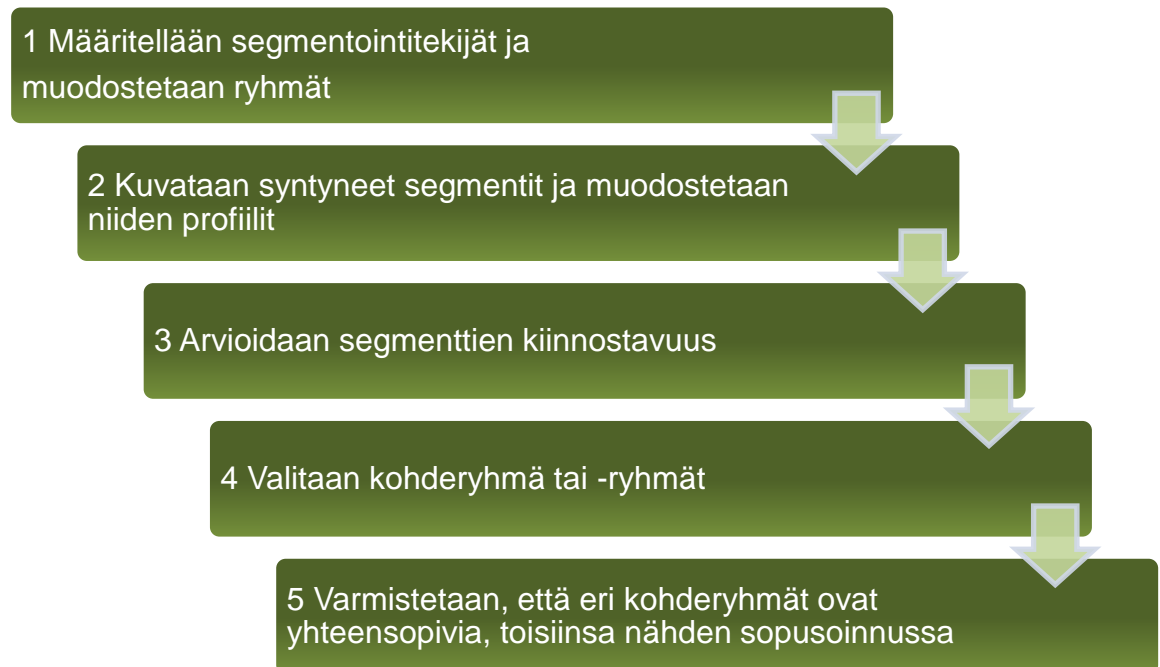 1 Määritellään segmentointitekijät ja
muodostetaan ryhmät
2 Kuvataan syntyneet segmentit ja muodostetaan
niiden profiilit
3 Arvioidaan segmenttien kiinnostavuus
4 Valitaan kohderyhmä tai -ryhmät
5 Varmistetaan, että eri kohderyhmät ovat
yhteensopivia, toisiinsa nähden sopusoinnussa